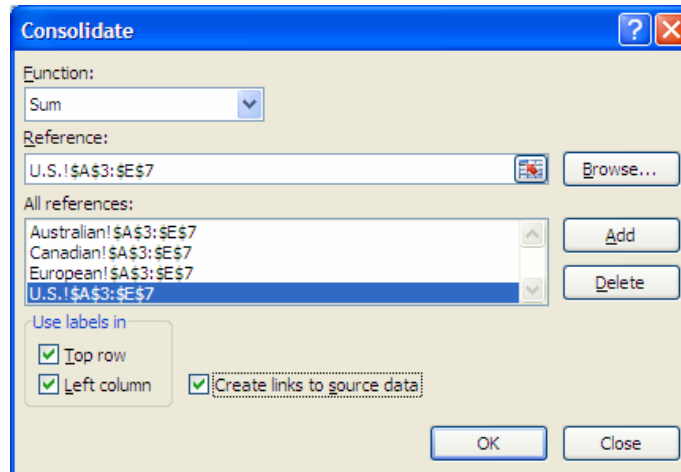 Consolidate
Function:
Sum
Reference:
U.S.!$A$3:$E$7
Browse...
All references:
Australian!$A$3:$E$7
Canadian!$A$3:$E$7
European!$A$3:$E$7
U.S.!$A$3:$E$7
Add
Delete
Use labels in
Top row
Left column
Create links to source data
OK
Close